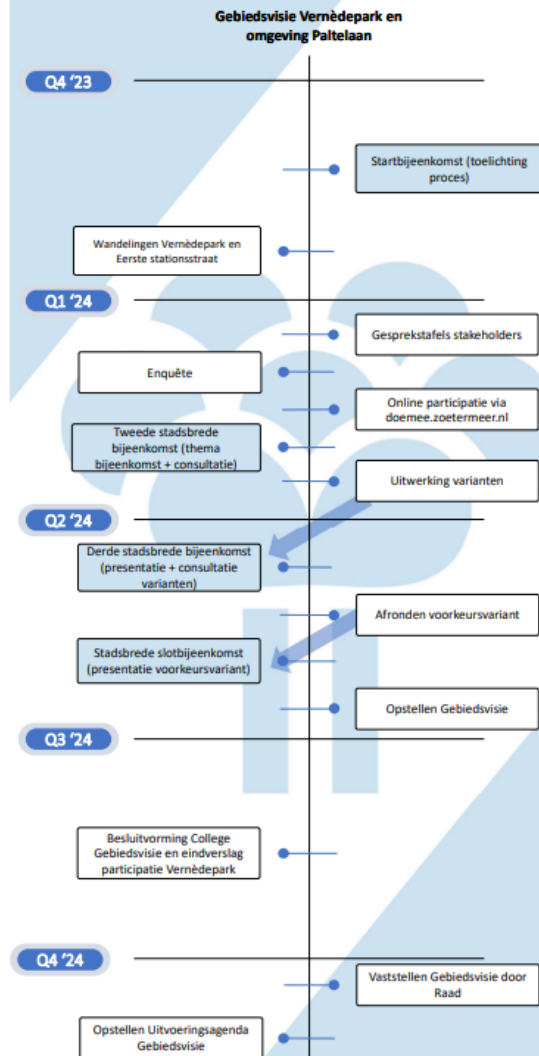 Gebiedsvisie Vernèdepark en
omgeving Paltelaan
Q4 ‘23
Startbijeenkomst (toelichting
proces)
Wandelingen Vernèdepark en
Eerste stationsstraat
Q1 ‘24
Gesprekstafels stakeholders
Enquête
Online participatie via
doemee.zoetermeer.nl
Tweede stadsbrede
bijeenkomst (thema
bijeenkomst + consultatie)
Uitwerking varianten
Q2 ‘24
Derde stadsbrede bijeenkomst
(presentatie + consultatie
varianten)
Afronden voorkeursvariant
Stadsbrede slotbijeenkomst
(presentatie voorkeursvariant)
Opstellen Gebiedsvisie
Q3 ‘24
Besluitvorming College
Gebiedsvisie en eindverslag
participatie Vernèdepark
Q4 ‘24
Vaststellen Gebiedsvisie door
Raad
Opstellen Uitvoeringsagenda
Gebiedsvisie